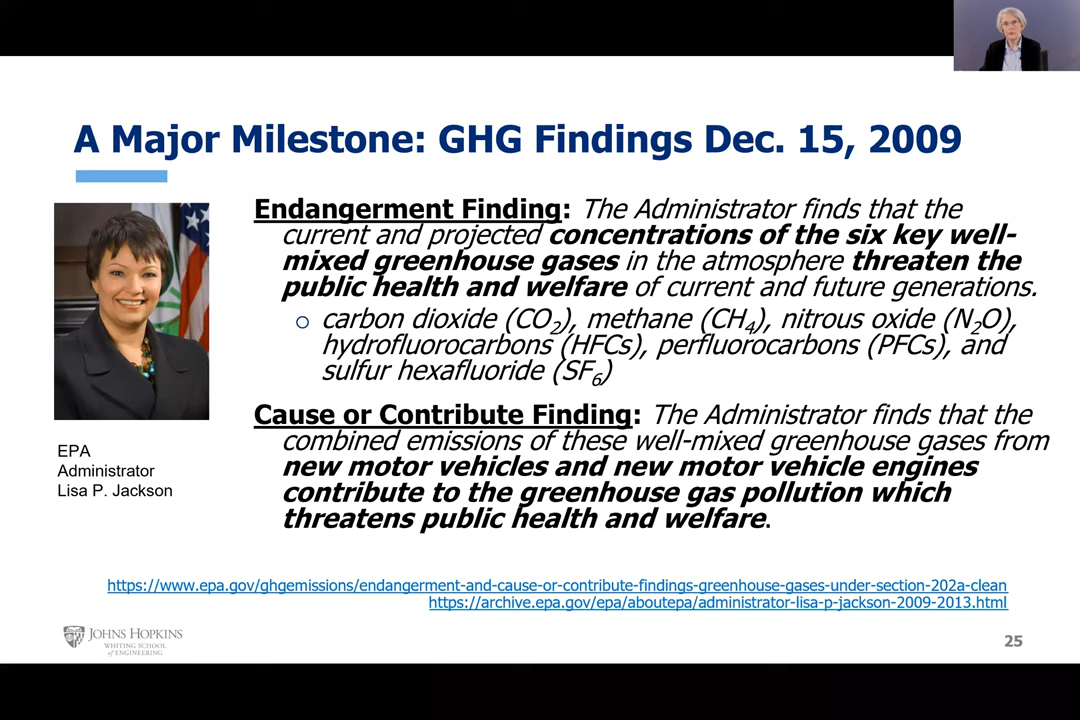 A Major Milestone: GHG Findings Dec. 15, 2009
Endangerment Finding: The Administrator finds that the
current and projected concentrations of the six key well-
mixed greenhouse gases in the atmosphere threaten the
public health and welfare of current and future generations.
o carbon dioxide (CO2), methane (CH4), nitrous oxide (N2O),
hydrofluorocarbons (HFCs), perfluorocarbons (PFCs), and
sulfur hexafluoride (SF6)
Cause or Contribute Finding: The Administrator finds that the
combined emissions of these well-mixed greenhouse gases from
new motor vehicles and new motor vehicle engines
contribute to the greenhouse gas pollution which
threatens public health and welfare.
EPA
Administrator
Lisa P. Jackson
https://www.epa.gov/ghgemissions/endangerment-and-cause-or-contribute-findings-greenhouse-gases-under-section-202a-clean
https://archive.epa.gov/epa/aboutepa/administrator-lisa-p-jackson-2009-2013.html
JOHNS HOPKINS
WHITING SCHOOL
of ENGINEERING
25